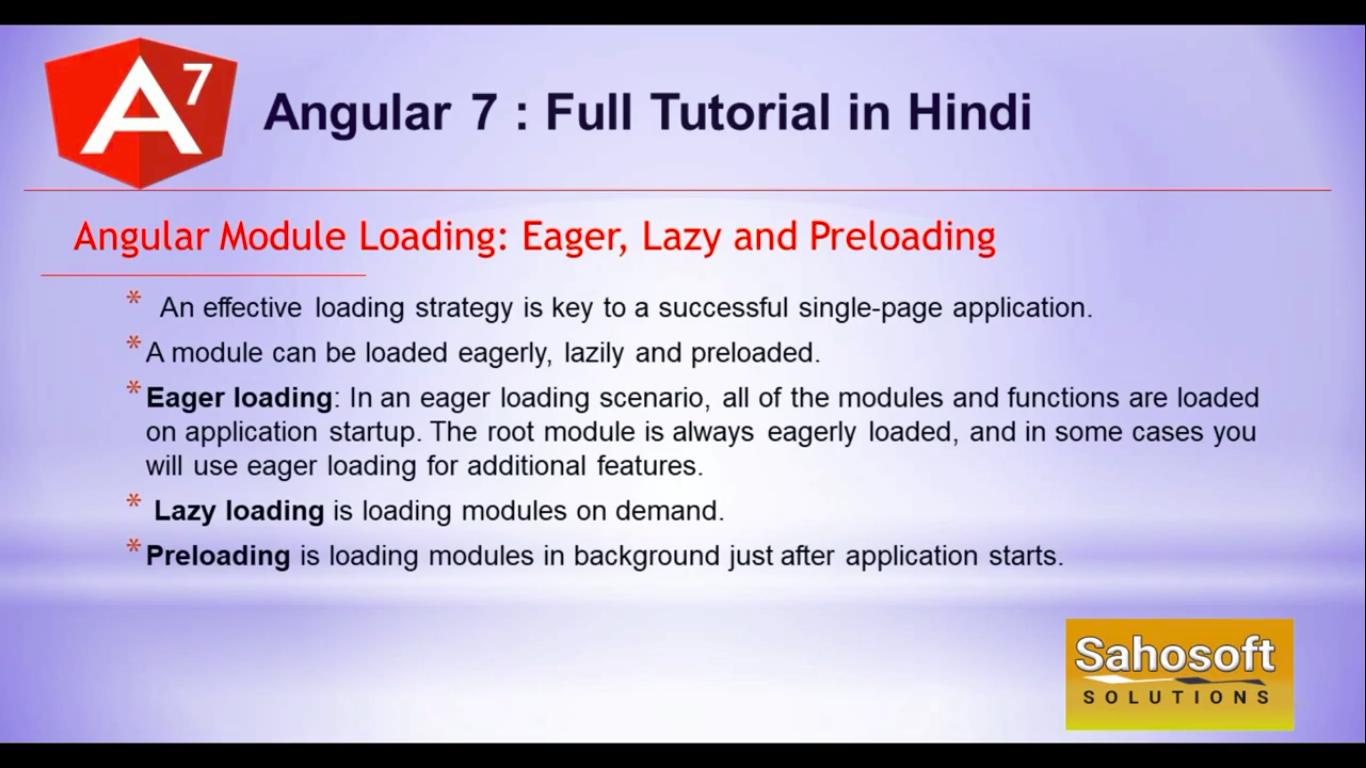 A7
Angular 7 : Full Tutorial in Hindi
Angular Module Loading: Eager, Lazy and Preloading
* An effective loading strategy is key to a successful single-page application.
* A module can be loaded eagerly, lazily and preloaded.
* Eager loading: In an eager loading scenario, all of the modules and functions are loaded
on application startup. The root module is always eagerly loaded, and in some cases you
will use eager loading for additional features.
* Lazy loading is loading modules on demand.
* Preloading is loading modules in background just after application starts.
Sahosoft
SOLUTIONS